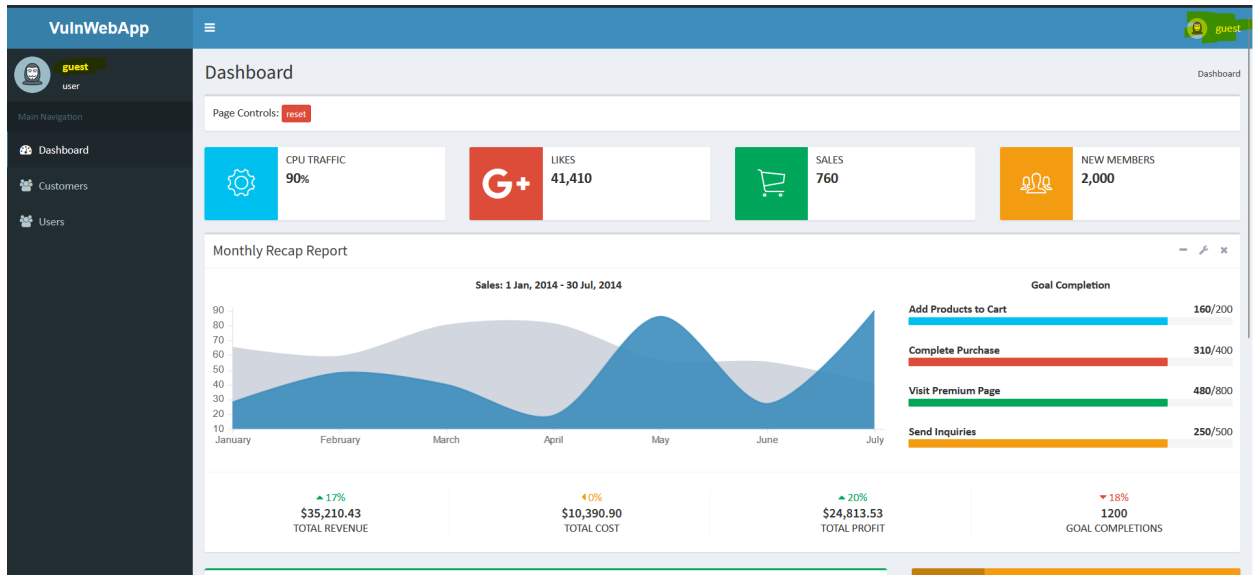 VulnWebApp
guest
guest
user
Main Navigation
Dashboard
Customers
Users
Dashboard
Dashboard
Page Controls: reset
CPU TRAFFIC
90%
G+
LIKES
41,410
SALES
760
NEW MEMBERS
2,000
Monthly Recap Report
Sales: 1 Jan, 2014 - 30 Jul, 2014
90
80
70
60
50
40
30
20
10
January February March April May June July
Goal Completion
Add Products to Cart 160/200
Complete Purchase 310/400
Visit Premium Page 480/800
Send Inquiries 250/500
17%
$35,210.43
TOTAL REVENUE
0%
$10,390.90
TOTAL COST
20%
$24,813.53
TOTAL PROFIT
18%
1200
GOAL COMPLETIONS